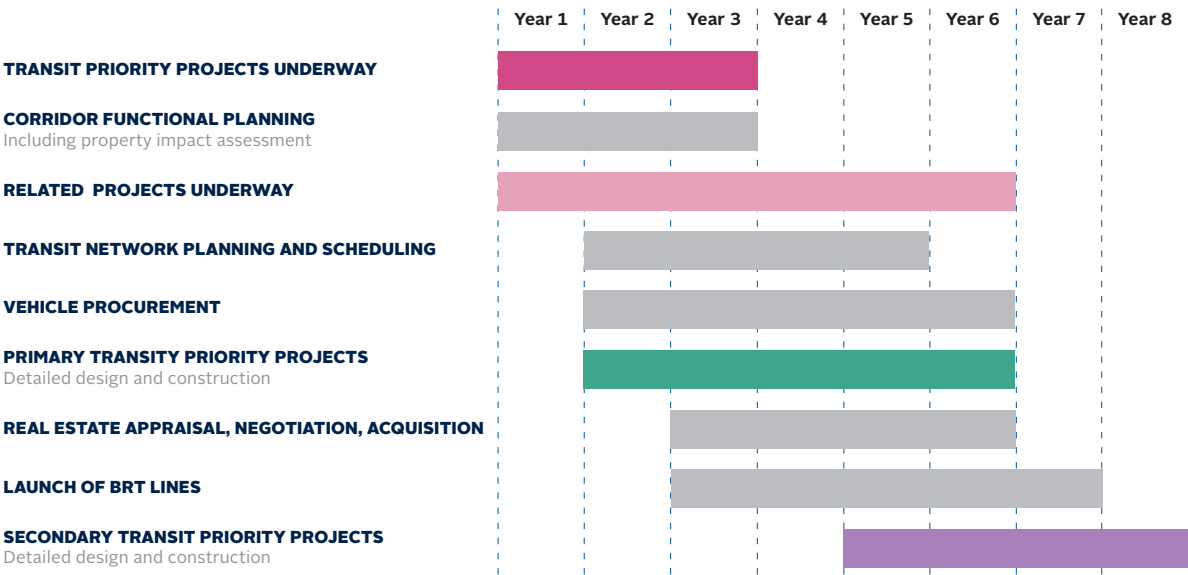 Year 1 Year 2 Year 3 Year 4 Year 5 Year 6 Year 7 Year 8
TRANSIT PRIORITY PROJECTS UNDERWAY
CORRIDOR FUNCTIONAL PLANNING
Including property impact assessment
RELATED PROJECTS UNDERWAY
TRANSIT NETWORK PLANNING AND SCHEDULING
VEHICLE PROCUREMENT
PRIMARY TRANSITY PRIORITY PROJECTS
Detailed design and construction
REAL ESTATE APPRAISAL, NEGOTIATION, ACQUISITION
LAUNCH OF BRT LINES
SECONDARY TRANSIT PRIORITY PROJECTS
Detailed design and construction